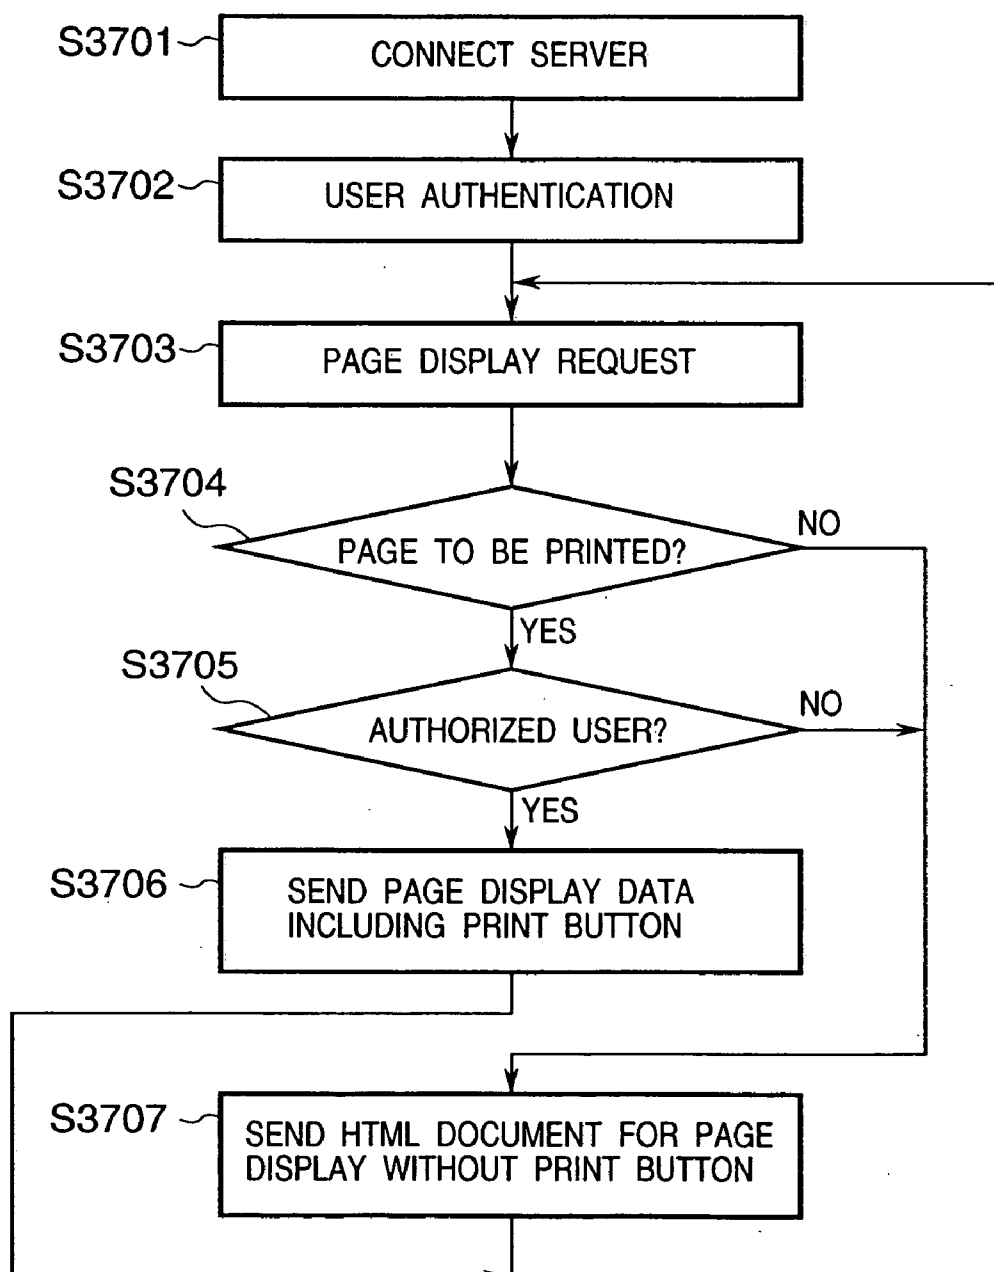 S3701
CONNECT SERVER
S3702
USER AUTHENTICATION
S3703
PAGE DISPLAY REQUEST
S3704
PAGE TO BE PRINTED?
NO
YES
S3705
AUTHORIZED USER?
NO
YES
S3706
SEND PAGE DISPLAY DATA
INCLUDING PRINT BUTTON
S3707
SEND HTML DOCUMENT FOR PAGE
DISPLAY WITHOUT PRINT BUTTON